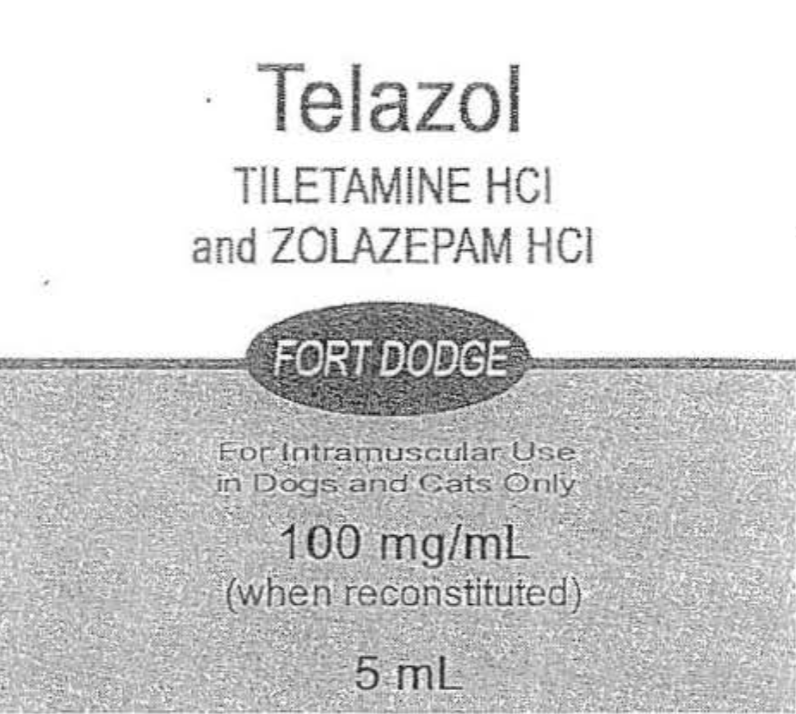 Telazol
TILETAMINE HCl
and ZOLAZEPAM HCl
FORT DODGE
For Intramuscular Use
in Dogs and Cats Only
100 mg/mL
(when reconstituted)
5 mL